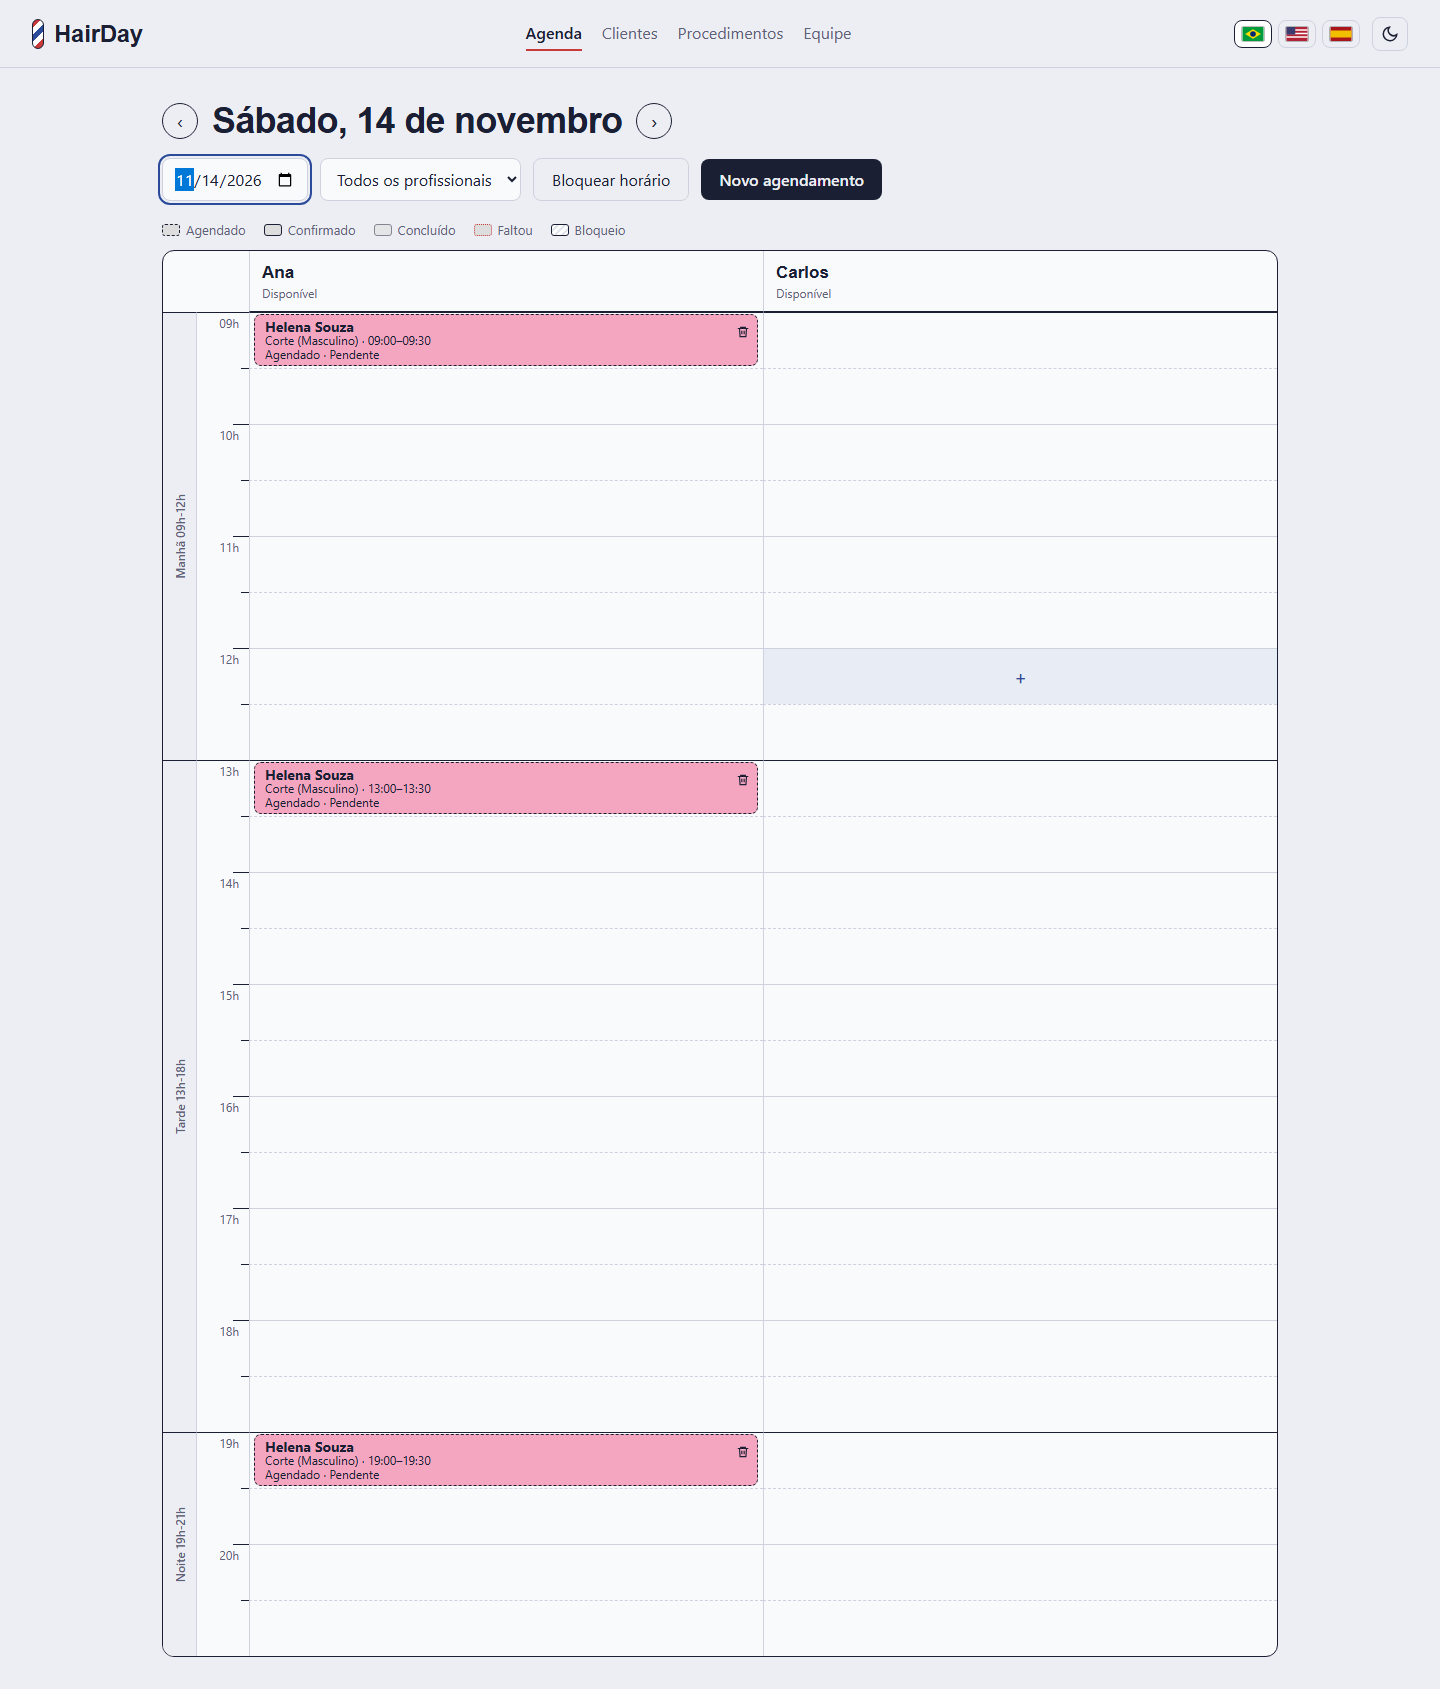 HairDay
Agenda Clientes Procedimentos Equipe
‹ Sábado, 14 de novembro ›
11/14/2026 Todos os profissionais Bloquear horário Novo agendamento
Agendado Confirmado Concluído Faltou Bloqueio
Ana Carlos
Disponível Disponível
Manhã 09h-12h
09h
Helena Souza
Corte (Masculino) · 09:00–09:30
Agendado · Pendente
10h
11h
12h
+
Tarde 13h-18h
13h
Helena Souza
Corte (Masculino) · 13:00–13:30
Agendado · Pendente
14h
15h
16h
17h
18h
Noite 19h-21h
19h
Helena Souza
Corte (Masculino) · 19:00–19:30
Agendado · Pendente
20h